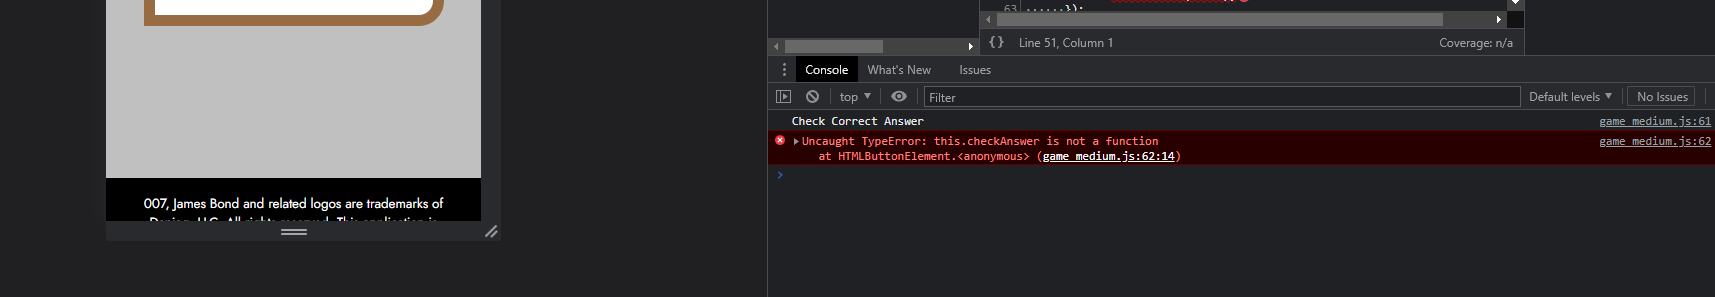 63 ......});
{} Line 51, Column 1 Coverage: n/a
Console What's New Issues
top ▼ Filter Default levels ▼ No Issues
Check Correct Answer game_medium.js:61
Uncaught TypeError: this.checkAnswer is not a function game_medium.js:62
at HTMLButtonElement.<anonymous> (game_medium.js:62:14)
007, James Bond and related logos are trademarks of